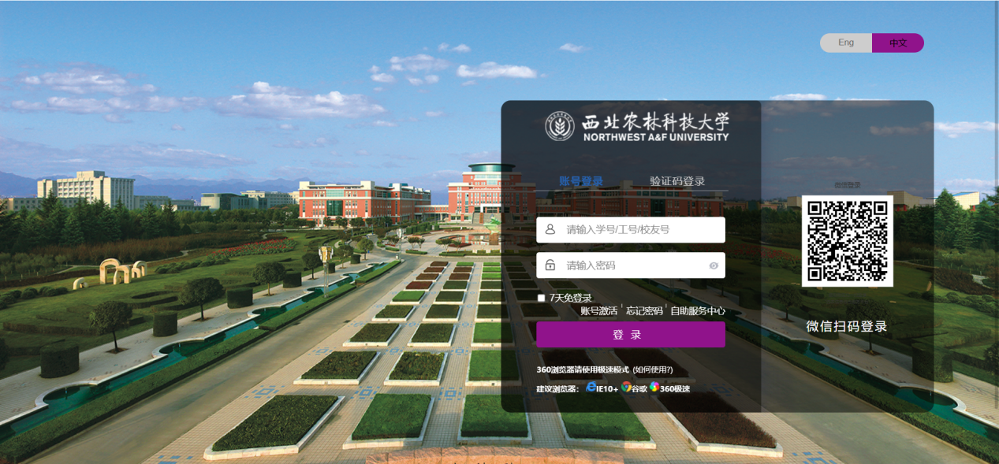 Eng 中文
西北农林科技大学
NORTHWEST A&F UNIVERSITY
账号登录 验证码登录
请输入学号/工号/校友号
请输入密码
7天免登录
账号激活 忘记密码 自助服务中心
登 录
360浏览器请使用极速模式 (如何使用?)
建议浏览器： IE10+ 谷歌 360极速
微信登录
微信扫码登录